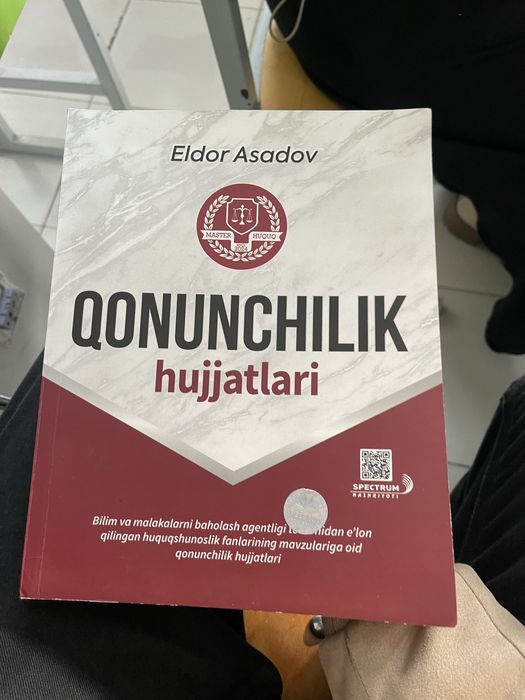 Eldor Asadov
MASTER HUQUQ
QONUNCHILIK
hujjatlari
SPECTRUM
NASHRIYOTI
Bilim va malakalarni baholash agentligi e'lon
qilingan huquqshunoslik fanlarining mavzulariga oid
qonunchilik hujjatlari